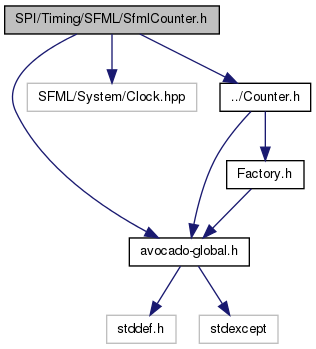 SPI/Timing/SFML/SfmlCounter.h
SFML/System/Clock.hpp
../Counter.h
Factory.h
avocado-global.h
stddef.h
stdexcept